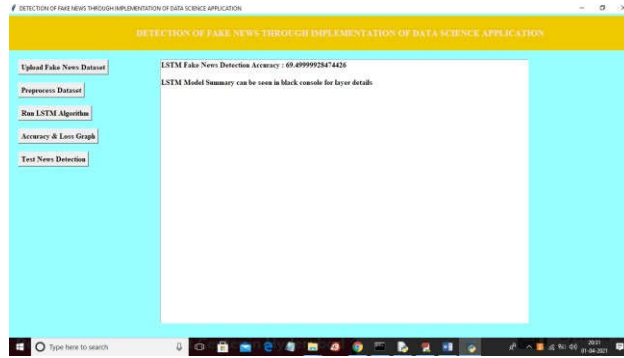 DETECTION OF FAKE NEWS THROUGH IMPLEMENTATION OF DATA SCIENCE APPLICATION
DETECTION OF FAKE NEWS THROUGH IMPLEMENTATION OF DATA SCIENCE APPLICATION
Upload Fake News Dataset
Preprocess Dataset
Run LSTM Algorithm
Accuracy & Loss Graph
Test News Detection
LSTM Fake News Detection Accuracy : 69.49999928474426
LSTM Model Summary can be seen in black console for layer details
Type here to search
20:31
01-04-2021